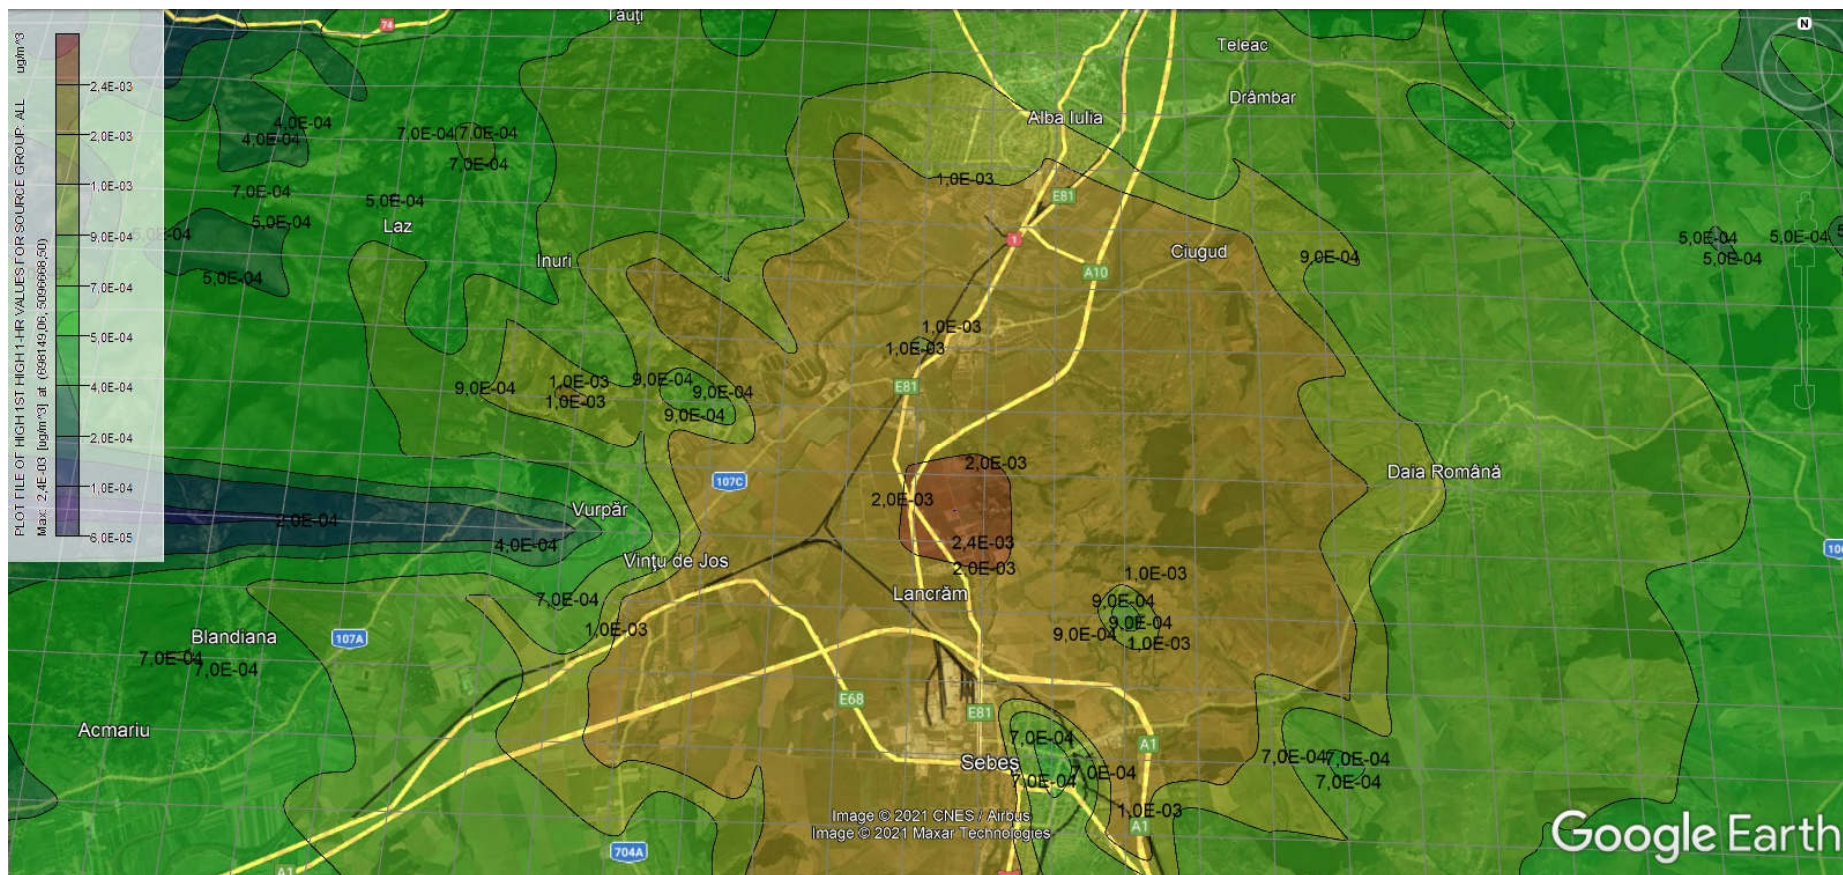 PLOT FILE OF HIGH 1ST HIGH 1-HR VALUES FOR SOURCE GROUP: ALL
ug/m^3
Max: 2,4E-03 [ug/m^3] at (698149,06, 5096668,50)
2,4E-03
2,0E-03
1,0E-03
9,0E-04
7,0E-04
5,0E-04
4,0E-04
2,0E-04
1,0E-04
6,0E-05
74
Tăuți
N
Teleac
Drâmbar
Alba Iulia
4,0E-04
4,0E-04
7,0E-04
7,0E-04
7,0E-04
7,0E-04
5,0E-04
5,0E-04
1,0E-03
E81
Laz
5,0E-04
1
Inuri
Ciugud
9,0E-04
5,0E-04
5,0E-04
5,0E-04
5,0E-04
A10
1,0E-03
1,0E-03
9,0E-04
1,0E-03
1,0E-03
9,0E-04
9,0E-04
9,0E-04
E81
2,0E-03
Daia Română
107C
2,0E-03
Vurpăr
2,0E-04
4,0E-04
2,4E-03
2,0E-03
Vințu de Jos
1,0E-03
Lancrăm
7,0E-04
9,0E-04
9,0E-04
9,0E-04
1,0E-03
1,0E-03
Blandiana
107A
7,0E-04
7,0E-04
E68
E81
Acmariu
7,0E-04
A1
Sebeș
7,0E-04
7,0E-04
7,0E-04
7,0E-04
7,0E-04
1,0E-03
A1
Image © 2021 CNES / Airbus
Image © 2021 Maxar Technologies
704A
A1
Google Earth